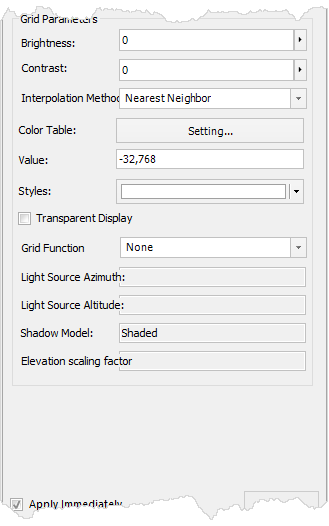 Grid Parameters
Brightness: 0
Contrast: 0
Interpolation Metho Nearest Neighbor
Color Table: Setting...
Value: -32,768
Styles:
Transparent Display
Grid Function None
Light Source Azimuth:
Light Source Altitude:
Shadow Model: Shaded
Elevation scaling factor
Apply Immediately